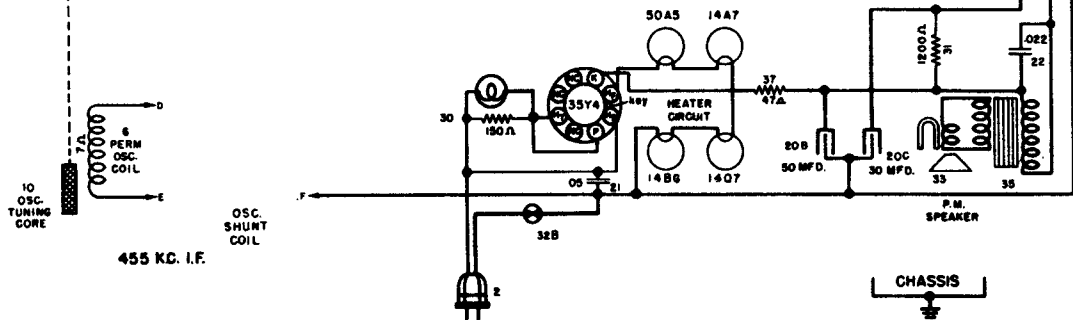 50A5 14A7
.022
22
1200Ω
31
37
47Ω
35Y4
key
HEATER
CIRCUIT
30
150Ω
D
7Ω
6
PERM
OSC.
COIL
E
10
OSC.
TUNING
CORE
OSC.
SHUNT
COIL
.F
455 K.C. I.F.
05
21
32B
2
14B6 14Q7
20B
50 MFD.
20C
30 MFD.
33
35
P.M.
SPEAKER
CHASSIS